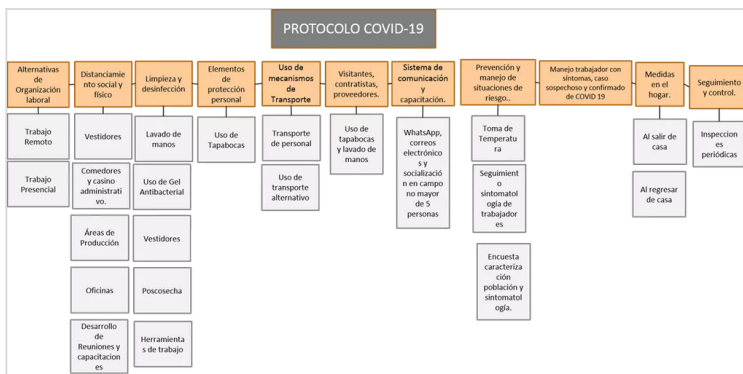 PROTOCOLO COVID-19
Alternativas
de
Organización
laboral
Trabajo
Remoto
Trabajo
Presencial
Distanciamie
nto social y
físico
Vestidores
Comedores
y casino
administrativ
o.
Áreas de
Producción
Oficinas
Desarrollo
de
Reuniones y
capacitacion
es
Limpieza y
desinfección
Lavado de
manos
Uso de Gel
Antibacterial
Vestidores
Poscosecha
Herramienta
s de trabajo
Elementos
de
protección
personal
Uso de
Tapabocas
Uso de
mecanismos
de
Transporte
Transporte
de personal
Uso de
transporte
alternativo
Visitantes,
contratistas,
proveedores.
Uso de
tapabocas
y lavado de
manos
Sistema de
comunicación
y
capacitación.
WhatsApp,
correos
electrónico
s y
socializació
n en campo
no mayor
de 5
personas
Prevención y
manejo de
situaciones de
riesgo..
Toma de
Temperat
ura
Seguimient
o
sintomatol
ogía de
trabajador
es
Encuesta
caracteriza
ción
población y
sintomatol
ogía.
Manejo trabajador con
síntomas, caso
sospechoso y confirmado
de COVID 19
Medidas
en el
hogar.
Al salir de
casa
Al regresar
de casa
Seguimiento
y control.
Inspeccion
es
periódicas